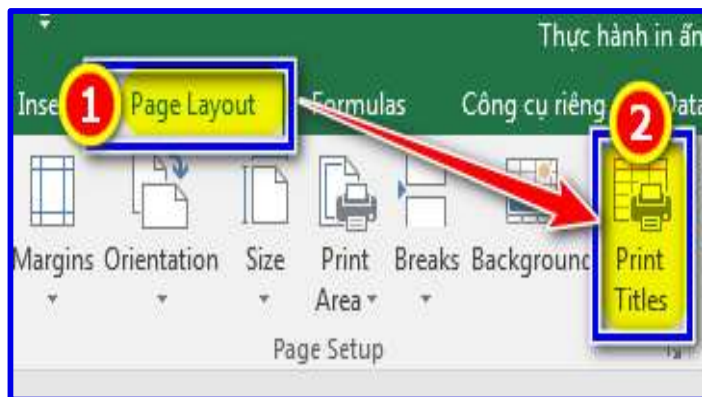 Thực hành in ấn
Inse 1 Page Layout Formulas Công cụ riêng 2 Data
Margins Orientation Size Print Area Breaks Background Print Titles
Page Setup